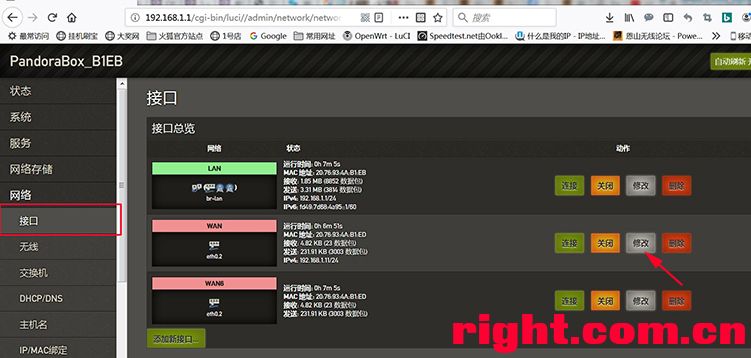 192.168.1.1/cgi-bin/luci//admin/network/networ
搜索
最常访问 挂机刷宝 大奖网 火狐官方站点 1号店 Google 常用网址 OpenWrt - LuCI Speedtest.net由Ookl... 什么是我的IP - IP地址... 恩山无线论坛 - Powe...
PandoraBox_B1EB
自动刷新 开
状态
系统
服务
网络存储
网络
接口
无线
交换机
DHCP/DNS
主机名
IP/MAC绑定
接口
接口总览
网络 状态 动作
LAN
br-lan
运行时间: 0h 7m 5s
MAC 地址: 20:76:93:4A:B1:EB
接收: 1.85 MB (8852 数据包)
发送: 3.31 MB (3814 数据包)
IPv4: 192.168.1.1/24
IPv6: fd49:7d68:4a95::1/60
连接 关闭 修改 删除
WAN
eth0.2
运行时间: 0h 6m 51s
MAC 地址: 20:76:93:4A:B1:ED
接收: 4.82 KB (23 数据包)
发送: 231.91 KB (3003 数据包)
IPv4: 192.168.1.11/24
连接 关闭 修改 删除
WAN6
eth0.2
运行时间: 0h 7m 5s
MAC 地址: 20:76:93:4A:B1:ED
接收: 4.82 KB (23 数据包)
发送: 231.91 KB (3003 数据包)
连接 关闭 修改 删除
添加新接口...
right.com.cn